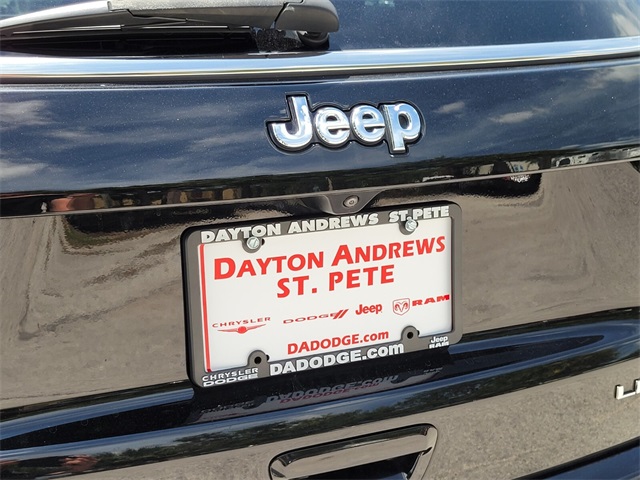 Jeep
DAYTON ANDREWS ST. PETE
DAYTON ANDREWS
ST. PETE
CHRYSLER DODGE Jeep RAM
DADODGE.com
CHRYSLER
DODGE
DADODGE.com
Jeep
RAM